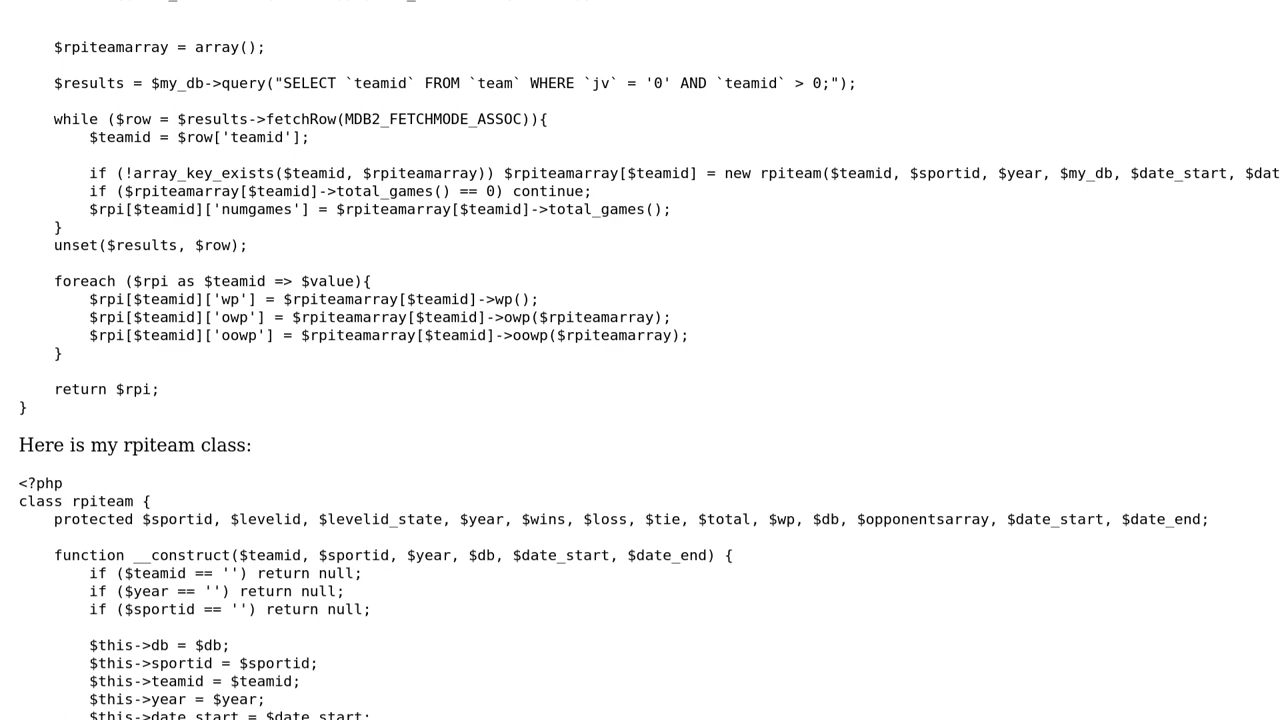 $rpiteamarray = array();
$results = $my_db->query("SELECT `teamid` FROM `team` WHERE `jv` = '0' AND `teamid` > 0;");
while ($row = $results->fetchRow(MDB2_FETCHMODE_ASSOC)){
$teamid = $row['teamid'];
if (!array_key_exists($teamid, $rpiteamarray)) $rpiteamarray[$teamid] = new rpiteam($teamid, $sportid, $year, $my_db, $date_start, $dat
if ($rpiteamarray[$teamid]->total_games() == 0) continue;
$rpi[$teamid]['numgames'] = $rpiteamarray[$teamid]->total_games();
}
unset($results, $row);
foreach ($rpi as $teamid => $value){
$rpi[$teamid]['wp'] = $rpiteamarray[$teamid]->wp();
$rpi[$teamid]['owp'] = $rpiteamarray[$teamid]->owp($rpiteamarray);
$rpi[$teamid]['oowp'] = $rpiteamarray[$teamid]->oowp($rpiteamarray);
}
return $rpi;
}
Here is my rpiteam class:
<?php
class rpiteam {
protected $sportid, $levelid, $levelid_state, $year, $wins, $loss, $tie, $total, $wp, $db, $opponentsarray, $date_start, $date_end;
function __construct($teamid, $sportid, $year, $db, $date_start, $date_end) {
if ($teamid == '') return null;
if ($year == '') return null;
if ($sportid == '') return null;
$this->db = $db;
$this->sportid = $sportid;
$this->teamid = $teamid;
$this->year = $year;
$this->date_start = $date_start;